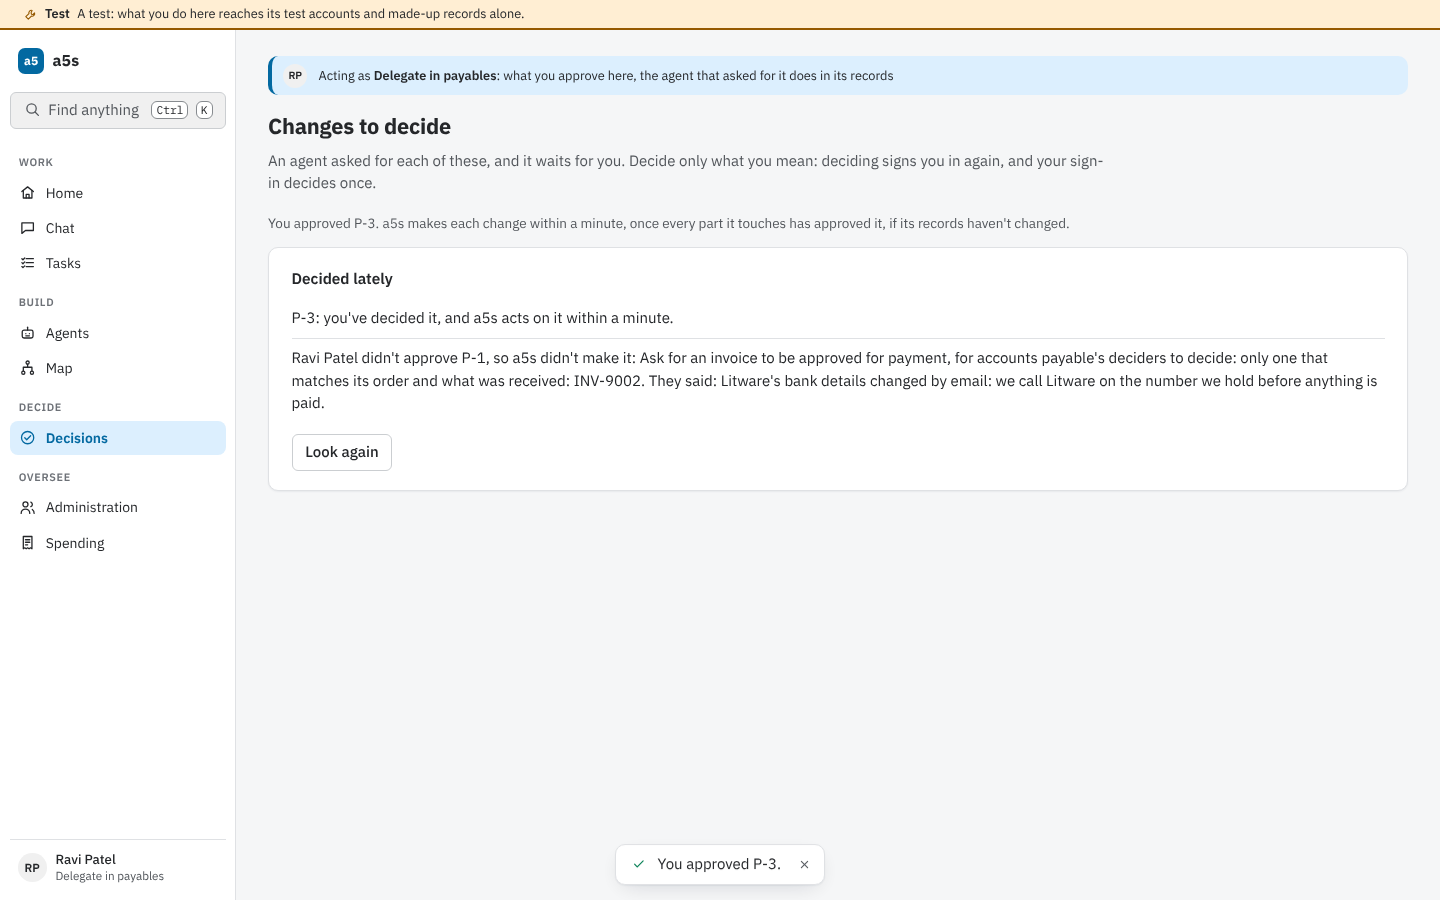 Test A test: what you do here reaches its test accounts and made-up records alone.
a5 a5s
Find anything Ctrl K
WORK
Home
Chat
Tasks
BUILD
Agents
Map
DECIDE
Decisions
OVERSEE
Administration
Spending
RP Ravi Patel
Delegate in payables
RP Acting as Delegate in payables: what you approve here, the agent that asked for it does in its records
Changes to decide
An agent asked for each of these, and it waits for you. Decide only what you mean: deciding signs you in again, and your sign-
in decides once.
You approved P-3. a5s makes each change within a minute, once every part it touches has approved it, if its records haven't changed.
Decided lately
P-3: you've decided it, and a5s acts on it within a minute.
Ravi Patel didn't approve P-1, so a5s didn't make it: Ask for an invoice to be approved for payment, for accounts payable's deciders to decide: only one that
matches its order and what was received: INV-9002. They said: Litware's bank details changed by email: we call Litware on the number we hold before anything is
paid.
Look again
You approved P-3.